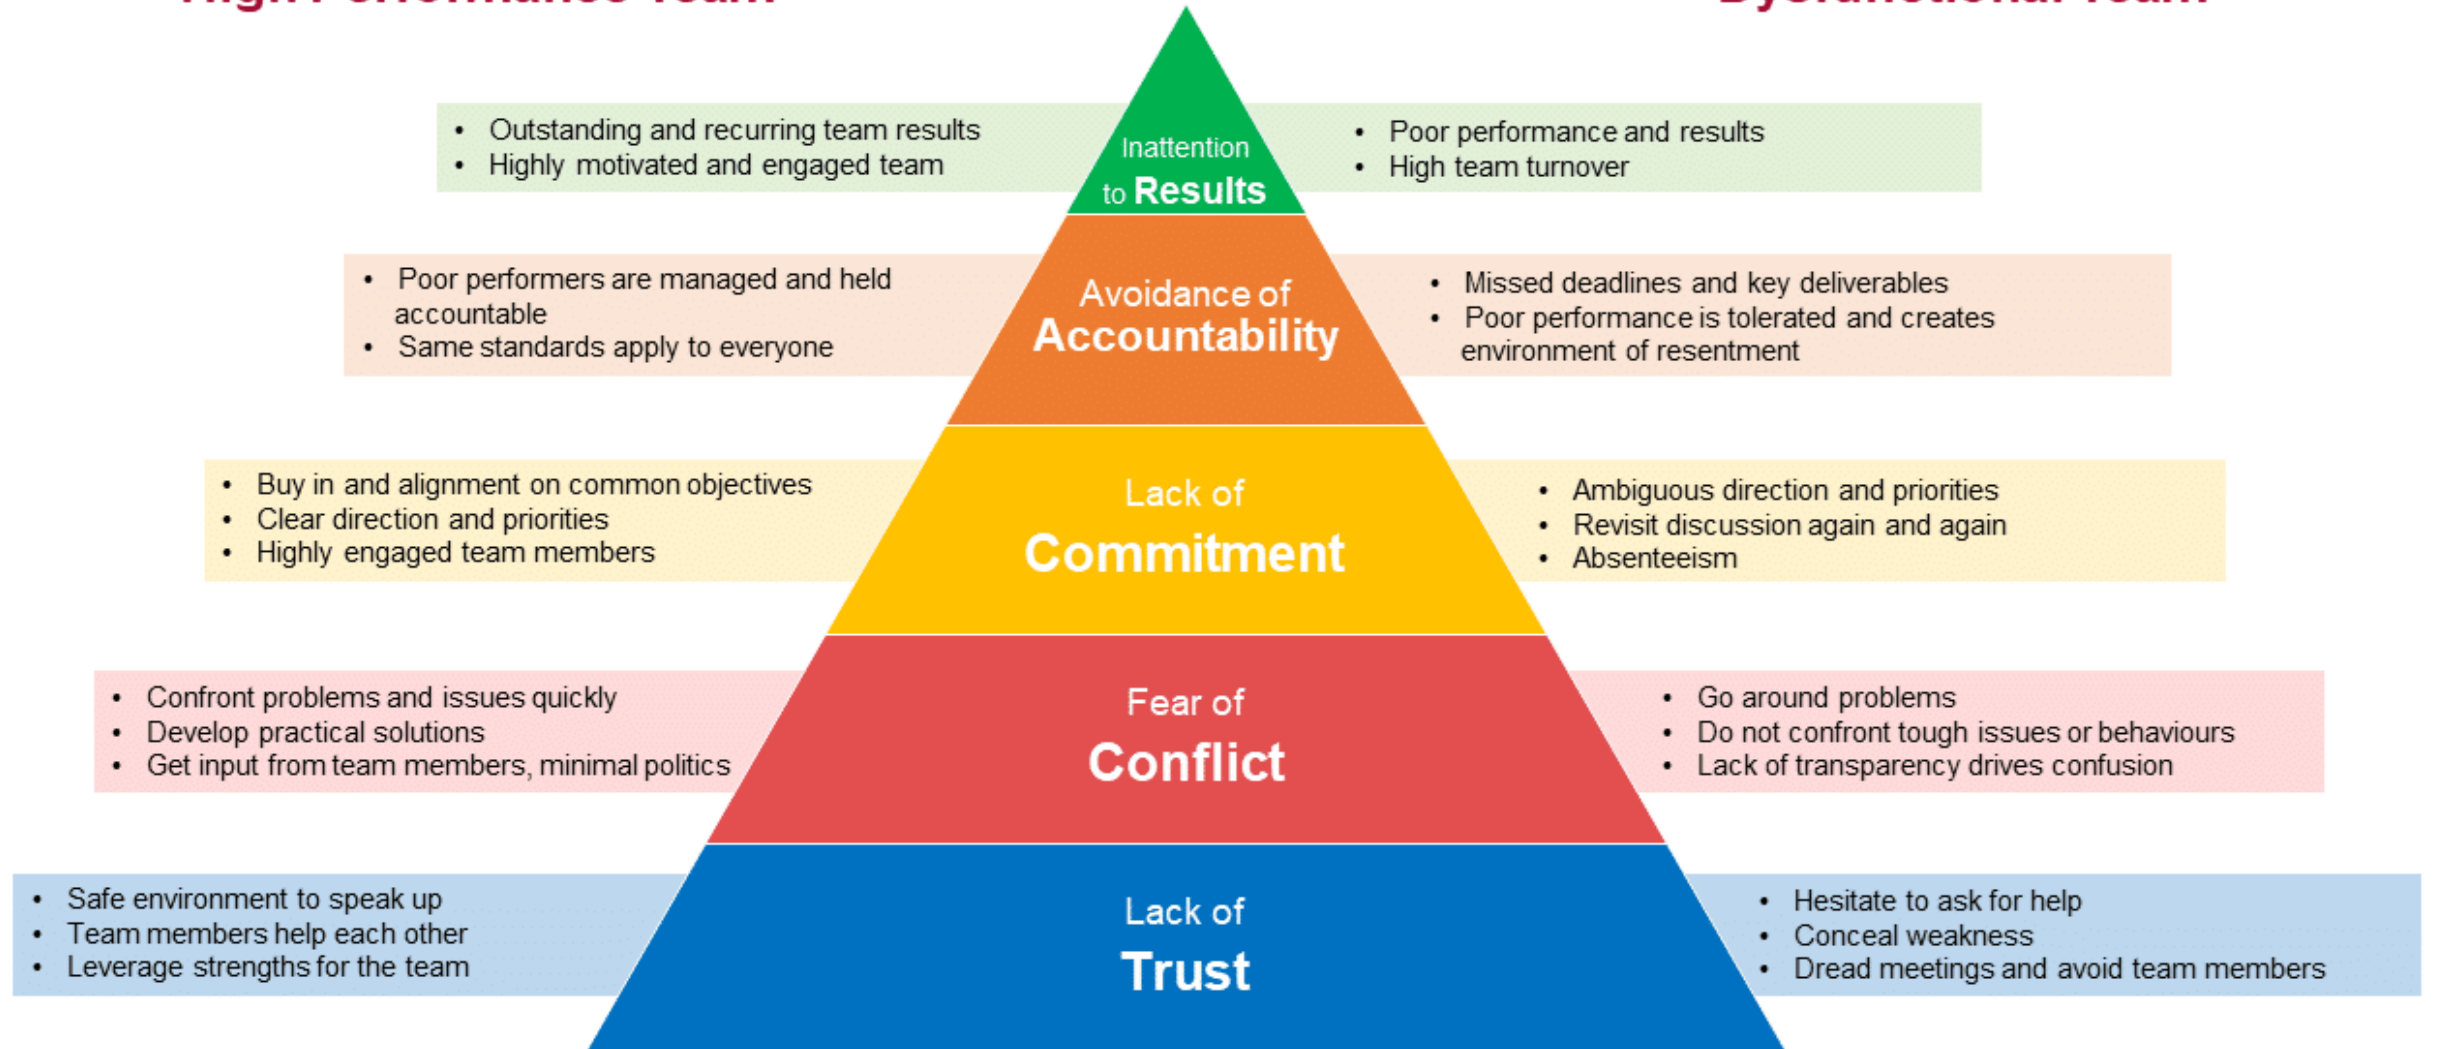 High Performance Team
Dysfunctional Team
• Outstanding and recurring team results
• Highly motivated and engaged team
Inattention
to Results
• Poor performance and results
• High team turnover
• Poor performers are managed and held
accountable
• Same standards apply to everyone
Avoidance of
Accountability
• Missed deadlines and key deliverables
• Poor performance is tolerated and creates
environment of resentment
• Buy in and alignment on common objectives
• Clear direction and priorities
• Highly engaged team members
Lack of
Commitment
• Ambiguous direction and priorities
• Revisit discussion again and again
• Absenteeism
• Confront problems and issues quickly
• Develop practical solutions
• Get input from team members, minimal politics
Fear of
Conflict
• Go around problems
• Do not confront tough issues or behaviours
• Lack of transparency drives confusion
• Safe environment to speak up
• Team members help each other
• Leverage strengths for the team
Lack of
Trust
• Hesitate to ask for help
• Conceal weakness
• Dread meetings and avoid team members